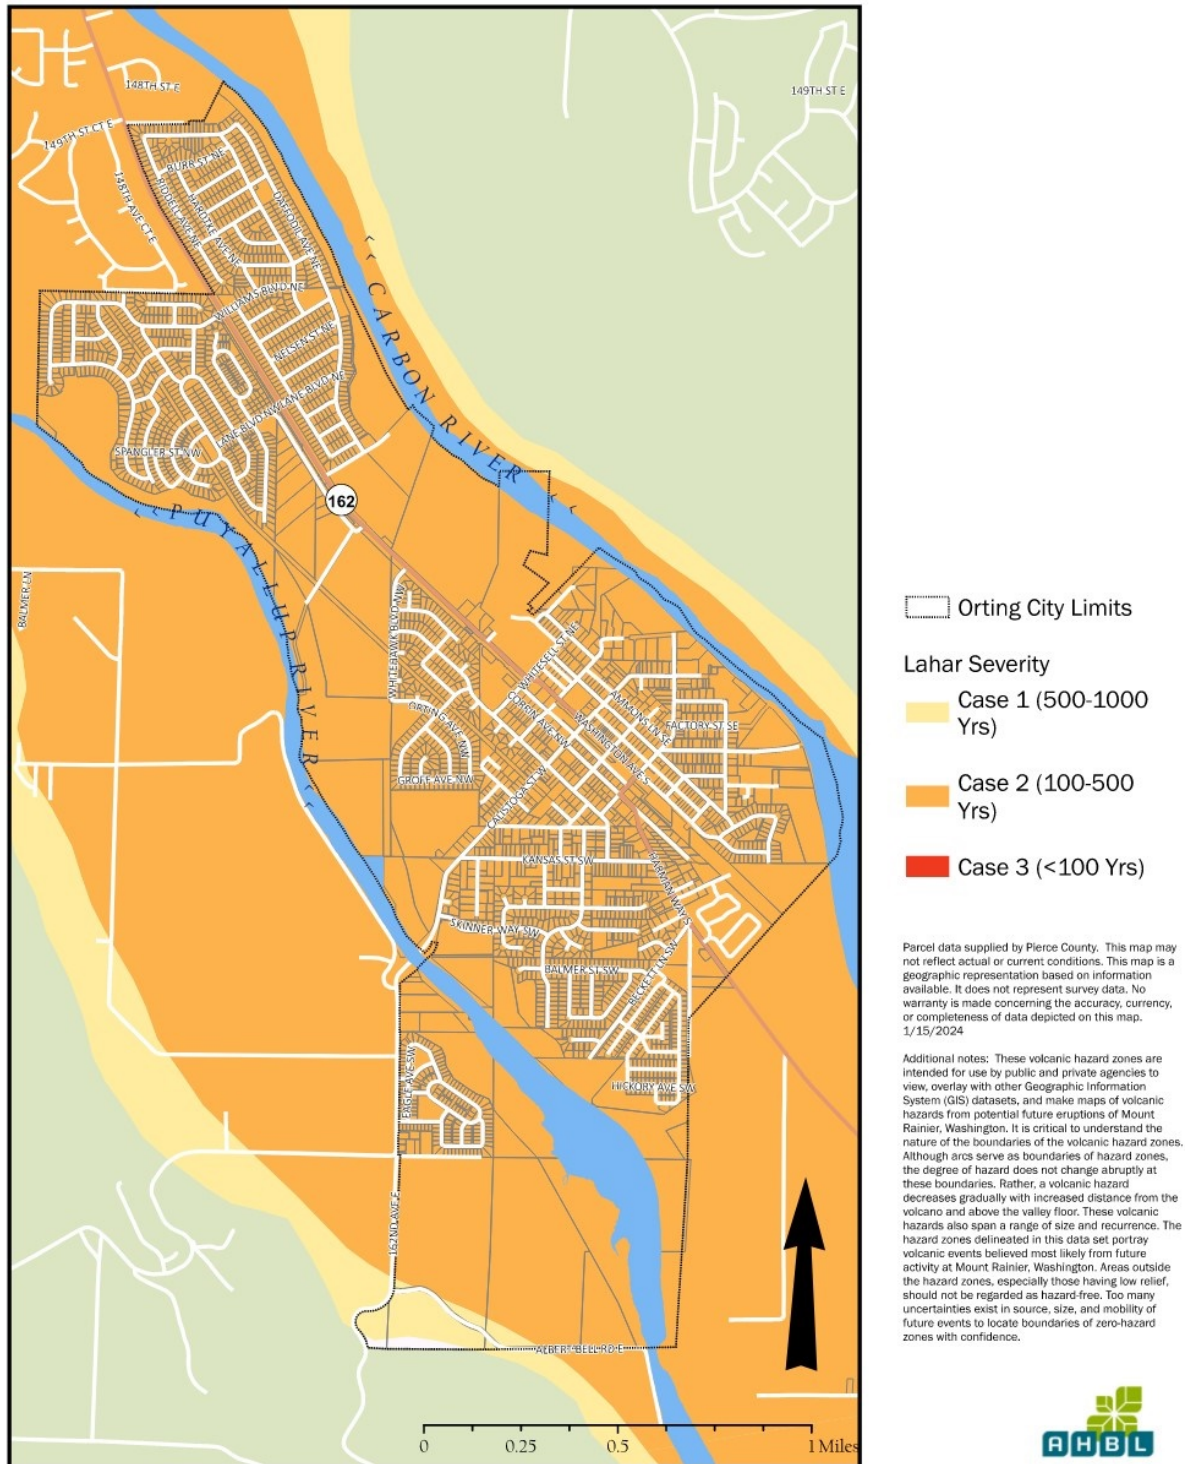 148TH ST E
149TH ST E
149TH ST CT E
148TH AVE CT E
BURR ST NE
RIDDELL AVE NE
HARDTKE AVE NE
DAFFODIL AVE NE
WILLIAMS BLVD NE
NELSEN ST NE
LANE BLVD NW
LANE BLVD NE
SPANGLER ST NW
CARBON RIVER
162
PUYALLUP RIVER
BALMER LN
WHITEHAWK BLVD NW
WHITESELL ST NE
ORTING AVE NW
CORRIN AVE NW
AMMONS LN SE
WASHINGTON AVE S
FACTORY ST SE
GROFF AVE NW
CALISTOGA ST W
KANSAS ST SW
HARMAN WAY S
SKINNER WAY SW
BALMER ST SW
BECKETT LN SW
EAGLE AVE SW
HICKORY AVE SW
162ND AVE E
ALBERT BELL RD E
0 0.25 0.5 1 Miles
Orting City Limits
Lahar Severity
Case 1 (500-1000
Yrs)
Case 2 (100-500
Yrs)
Case 3 (<100 Yrs)
Parcel data supplied by Pierce County. This map may
not reflect actual or current conditions. This map is a
geographic representation based on information
available. It does not represent survey data. No
warranty is made concerning the accuracy, currency,
or completeness of data depicted on this map.
1/15/2024
Additional notes: These volcanic hazard zones are
intended for use by public and private agencies to
view, overlay with other Geographic Information
System (GIS) datasets, and make maps of volcanic
hazards from potential future eruptions of Mount
Rainier, Washington. It is critical to understand the
nature of the boundaries of the volcanic hazard zones.
Although arcs serve as boundaries of hazard zones,
the degree of hazard does not change abruptly at
these boundaries. Rather, a volcanic hazard
decreases gradually with increased distance from the
volcano and above the valley floor. These volcanic
hazards also span a range of size and recurrence. The
hazard zones delineated in this data set portray
volcanic events believed most likely from future
activity at Mount Rainier, Washington. Areas outside
the hazard zones, especially those having low relief,
should not be regarded as hazard-free. Too many
uncertainties exist in source, size, and mobility of
future events to locate boundaries of zero-hazard
zones with confidence.
AHBL